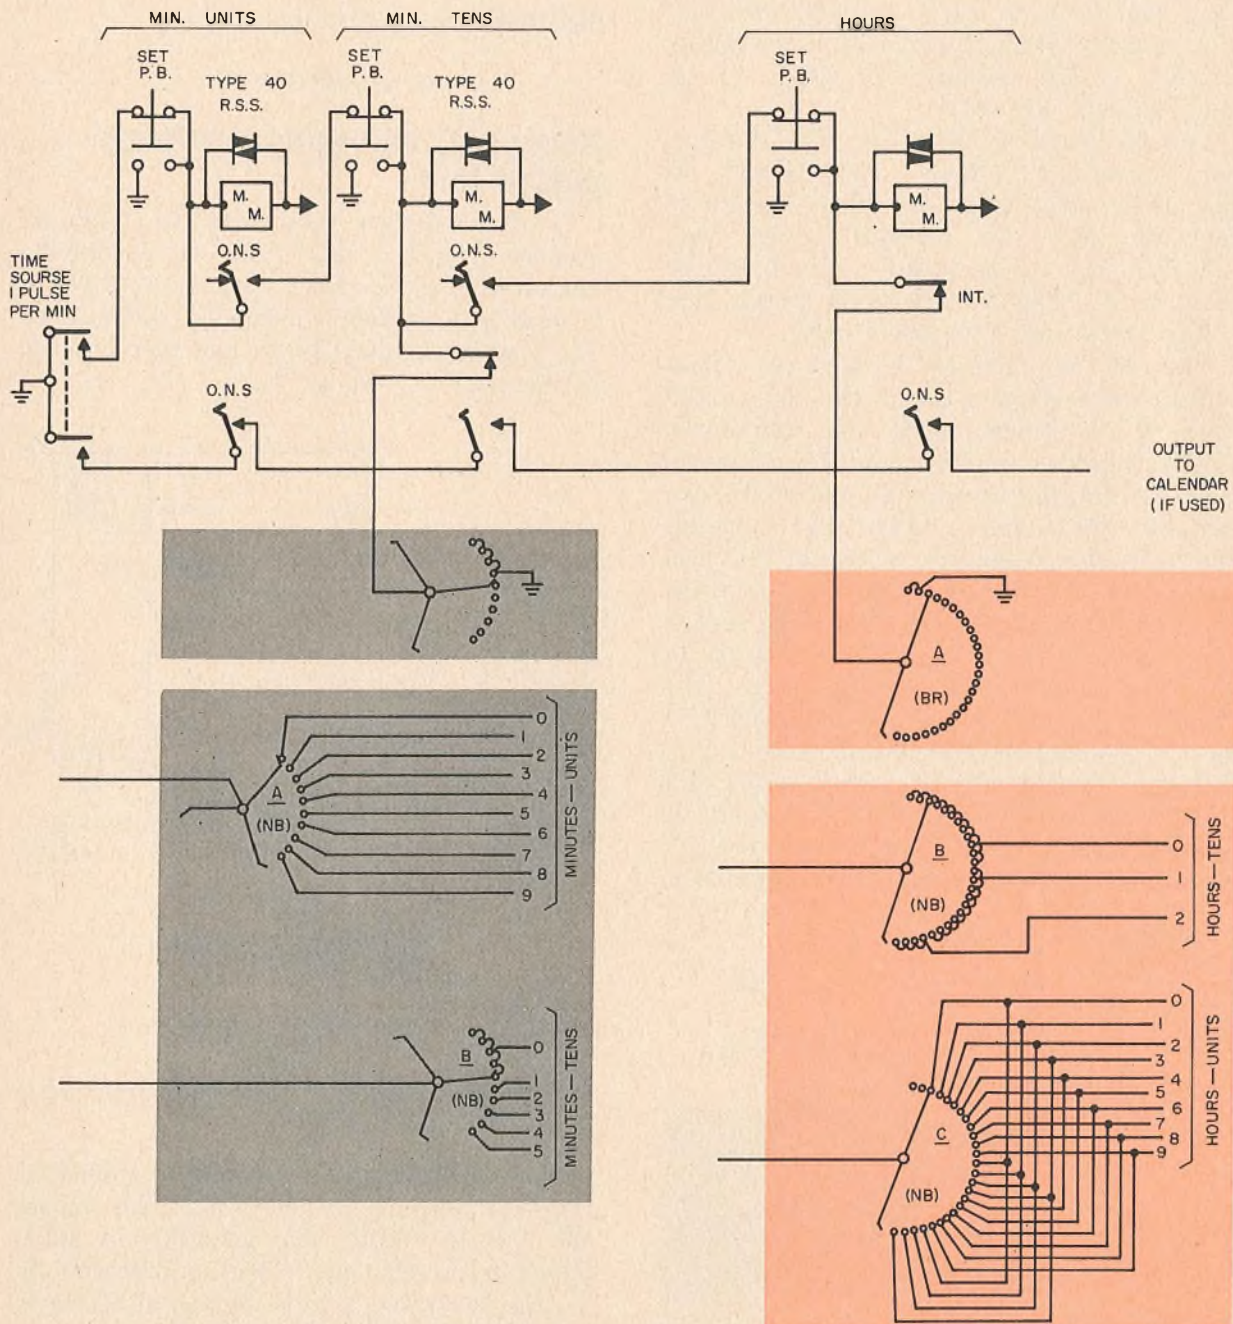 MIN. UNITS
MIN. TENS
HOURS
SET
P. B.
TYPE 40
R.S.S.
SET
P. B.
TYPE 40
R.S.S.
SET
P. B.
M.
M.
M.
M.
M.
M.
O.N.S
O.N.S.
INT.
TIME
SOURSE
1 PULSE
PER MIN
O.N.S
O.N.S
OUTPUT
TO
CALENDAR
(IF USED)
A
(BR)
A
(NB)
0
1
2
3
4
5
6
7
8
9
MINUTES — UNITS
B
(NB)
0
1
2
HOURS — TENS
B
(NB)
0
1
2
3
4
5
MINUTES — TENS
C
(NB)
0
1
2
3
4
5
6
7
8
9
HOURS — UNITS